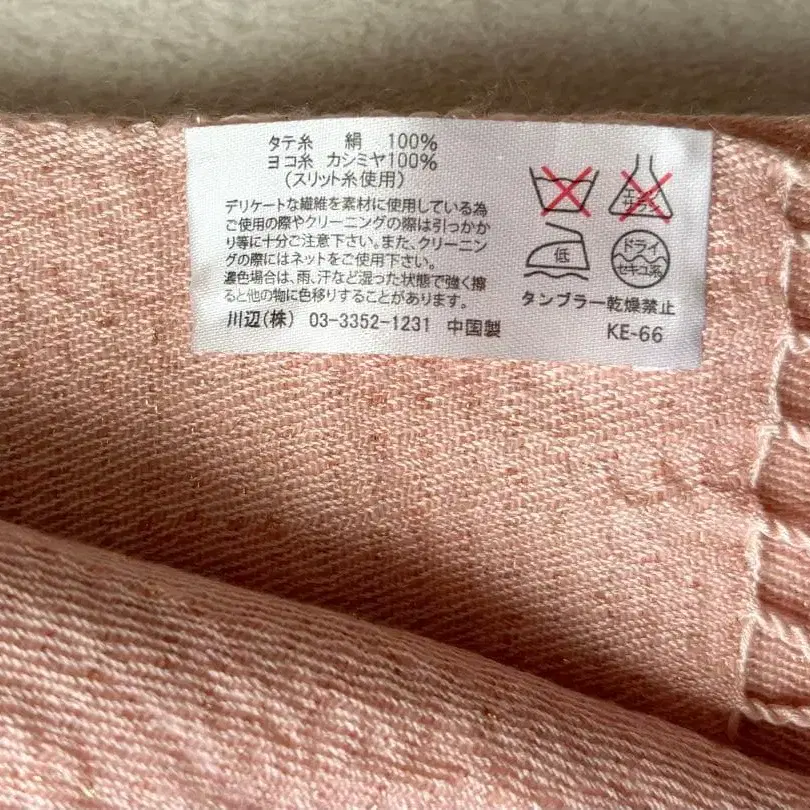 タテ糸 絹 100%
ヨコ糸 カシミヤ100%
(スリット糸使用)
デリケートな繊維を素材に使用している為
ご使用の際やクリーニングの際は引っかか
り等に十分ご注意下さい。また、クリーニン
グの際にはネットをご使用下さい。
濃色場合は、雨、汗など湿った状態で強く擦
ると他の物に色移りすることがあります。
川辺(株) 03-3352-1231 中国製
エンソ
サラシ
低
ドライ
セキユ系
タンブラー乾燥禁止
KE-66